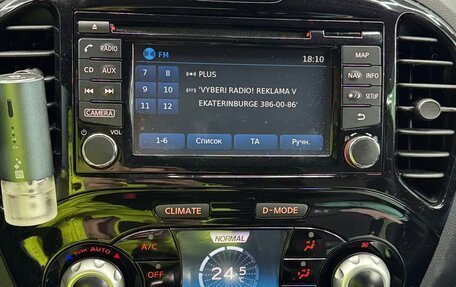 FM 18:10
RADIO
MAP
7 8
PLUS
CD AUX
NAV INFO
9 10
'VYBERI RADIO! REKLAMA V
EKATERINBURGE 386-00-86'
SETUP
11 12
CAMERA
VOL
1-6 Список TA Ручн.
CLIMATE D-MODE
NORMAL
A/C
AUTO
OFF
24.5
°C